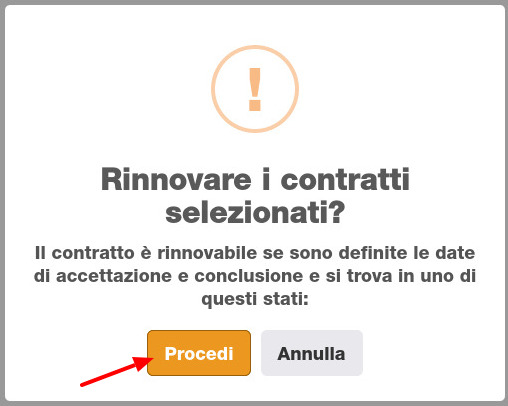 !
Rinnovare i contratti
selezionati?
Il contratto è rinnovabile se sono definite le date
di accettazione e conclusione e si trova in uno di
questi stati:
Procedi Annulla